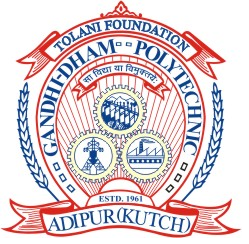 TOLANI FOUNDATION
GANDHI-DHAM POLYTECHNIC
सा विद्या या विमुक्तये
ESTD. 1961
ADIPUR (KUTCH)